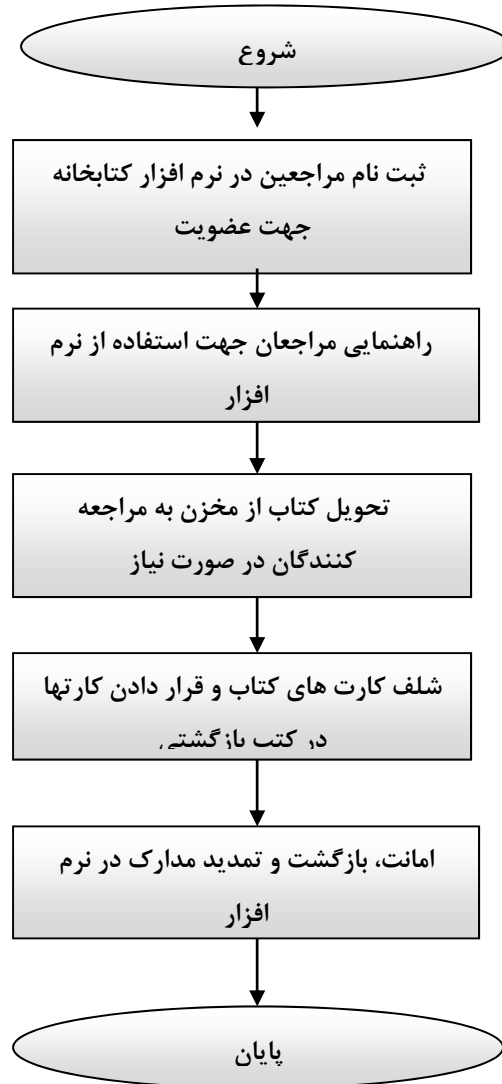 شروع
ثبت نام مراجعین در نرم افزار کتابخانه
جهت عضویت
راهنمایی مراجعان جهت استفاده از نرم
افزار
تحویل کتاب از مخزن به مراجعه
کنندگان در صورت نیاز
شلف کارت های کتاب و قرار دادن کارتها
در کتب بازگشتی
امانت، بازگشت و تمدید مدارک در نرم
افزار
پایان